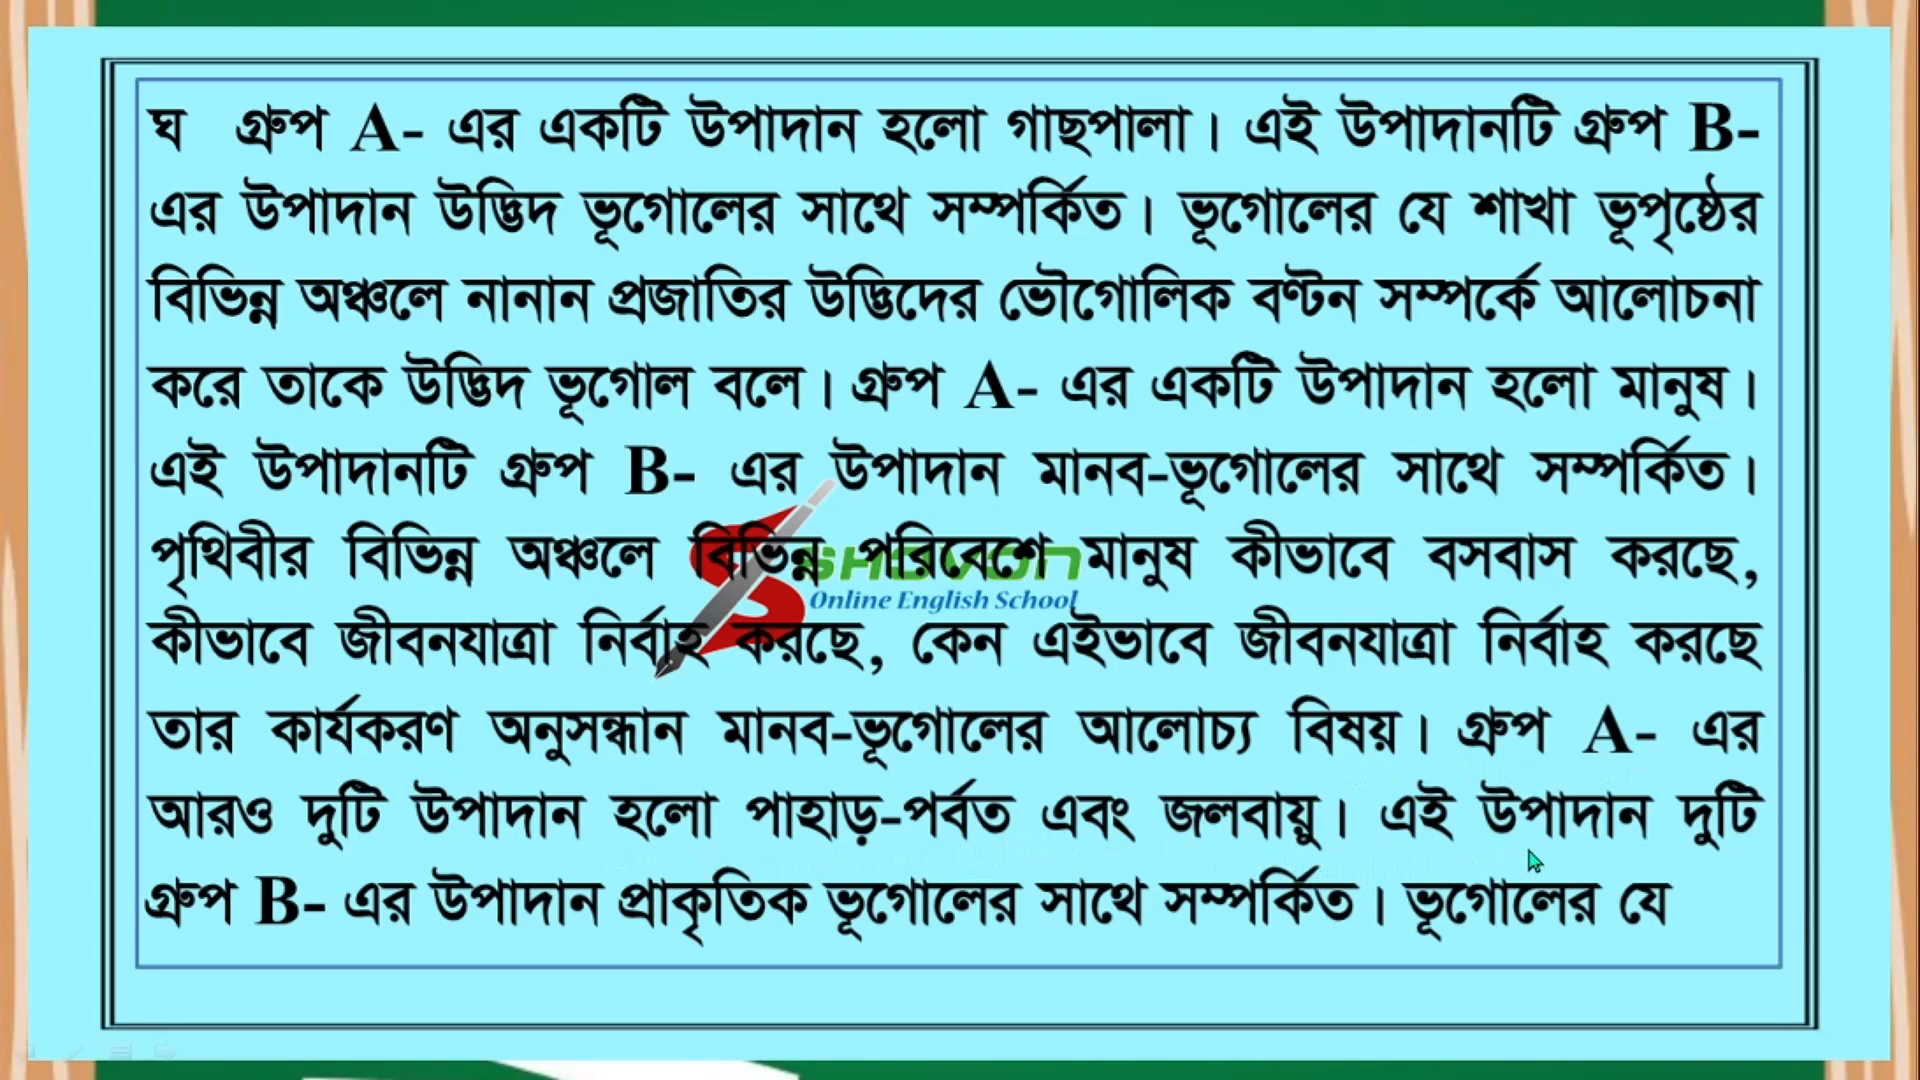 ঘ গ্রুপ A- এর একটি উপাদান হলো গাছপালা। এই উপাদানটি গ্রুপ B-
এর উপাদান উদ্ভিদ ভূগোলের সাথে সম্পর্কিত। ভূগোলের যে শাখা ভূপৃষ্ঠের
বিভিন্ন অঞ্চলে নানান প্রজাতির উদ্ভিদের ভৌগোলিক বণ্টন সম্পর্কে আলোচনা
করে তাকে উদ্ভিদ ভূগোল বলে। গ্রুপ A- এর একটি উপাদান হলো মানুষ।
এই উপাদানটি গ্রুপ B- এর উপাদান মানব-ভূগোলের সাথে সম্পর্কিত।
পৃথিবীর বিভিন্ন অঞ্চলে বিভিন্ন পরিবেশে মানুষ কীভাবে বসবাস করছে,
SHOVON
Online English School
কীভাবে জীবনযাত্রা নির্বাহ করছে, কেন এইভাবে জীবনযাত্রা নির্বাহ করছে
তার কার্যকরণ অনুসন্ধান মানব-ভূগোলের আলোচ্য বিষয়। গ্রুপ A- এর
আরও দুটি উপাদান হলো পাহাড়-পর্বত এবং জলবায়ু। এই উপাদান দুটি
গ্রুপ B- এর উপাদান প্রাকৃতিক ভূগোলের সাথে সম্পর্কিত। ভূগোলের যে